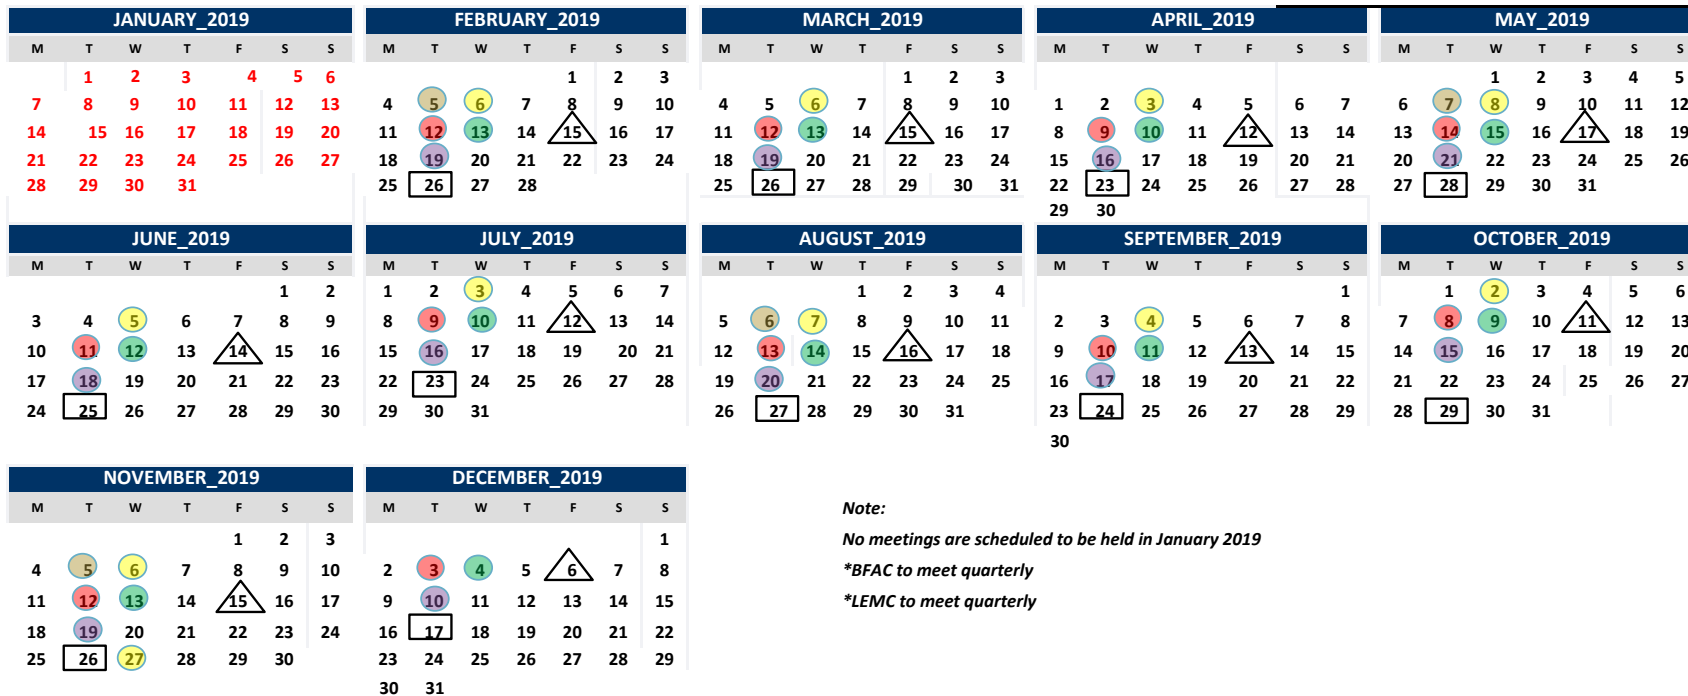 JANUARY_2019
M T W T F S S
1 2 3 4 5 6
7 8 9 10 11 12 13
14 15 16 17 18 19 20
21 22 23 24 25 26 27
28 29 30 31
FEBRUARY_2019
M T W T F S S
1 2 3
4 5 6 7 8 9 10
11 12 13 14 15 16 17
18 19 20 21 22 23 24
25 26 27 28
MARCH_2019
M T W T F S S
1 2 3
4 5 6 7 8 9 10
11 12 13 14 15 16 17
18 19 20 21 22 23 24
25 26 27 28 29 30 31
APRIL_2019
M T W T F S S
1 2 3 4 5 6 7
8 9 10 11 12 13 14
15 16 17 18 19 20 21
22 23 24 25 26 27 28
29 30
MAY_2019
M T W T F S S
1 2 3 4 5
6 7 8 9 10 11 12
13 14 15 16 17 18 19
20 21 22 23 24 25 26
27 28 29 30 31
JUNE_2019
M T W T F S S
1 2
3 4 5 6 7 8 9
10 11 12 13 14 15 16
17 18 19 20 21 22 23
24 25 26 27 28 29 30
JULY_2019
M T W T F S S
1 2 3 4 5 6 7
8 9 10 11 12 13 14
15 16 17 18 19 20 21
22 23 24 25 26 27 28
29 30 31
AUGUST_2019
M T W T F S S
1 2 3 4
5 6 7 8 9 10 11
12 13 14 15 16 17 18
19 20 21 22 23 24 25
26 27 28 29 30 31
SEPTEMBER_2019
M T W T F S S
1
2 3 4 5 6 7 8
9 10 11 12 13 14 15
16 17 18 19 20 21 22
23 24 25 26 27 28 29
30
OCTOBER_2019
M T W T F S S
1 2 3 4 5 6
7 8 9 10 11 12 13
14 15 16 17 18 19 20
21 22 23 24 25 26 27
28 29 30 31
NOVEMBER_2019
M T W T F S S
1 2 3
4 5 6 7 8 9 10
11 12 13 14 15 16 17
18 19 20 21 22 23 24
25 26 27 28 29 30
DECEMBER_2019
M T W T F S S
1
2 3 4 5 6 7 8
9 10 11 12 13 14 15
16 17 18 19 20 21 22
23 24 25 26 27 28 29
30 31
Note:
No meetings are scheduled to be held in January 2019
*BFAC to meet quarterly
*LEMC to meet quarterly